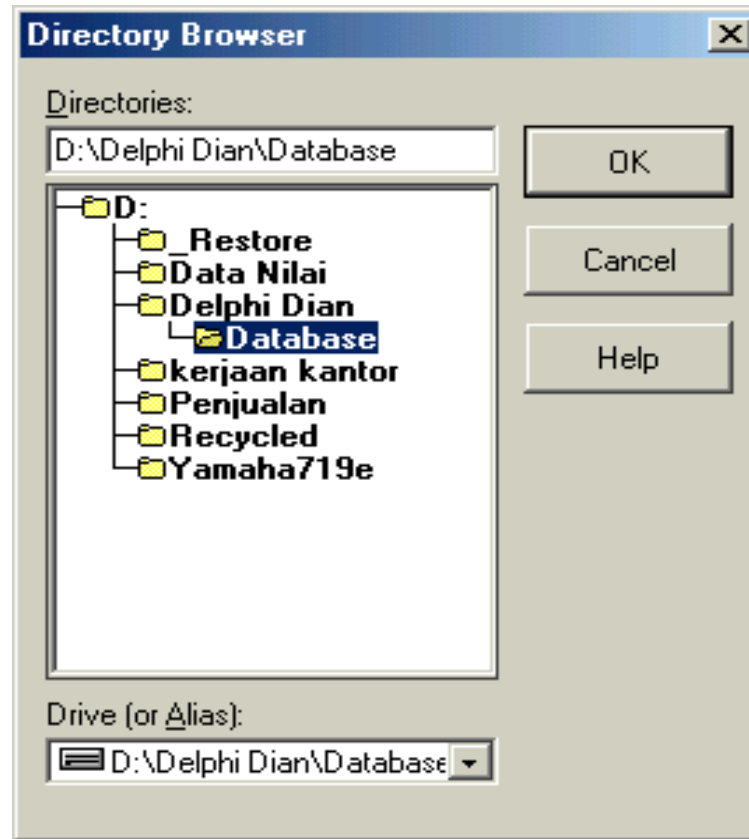 Directory Browser
Directories:
D:\Delphi Dian\Database
OK
D:
_Restore
Data Nilai
Cancel
Delphi Dian
Database
Help
kerjaan kantor
Penjualan
Recycled
Yamaha719e
Drive (or Alias):
D:\Delphi Dian\Database